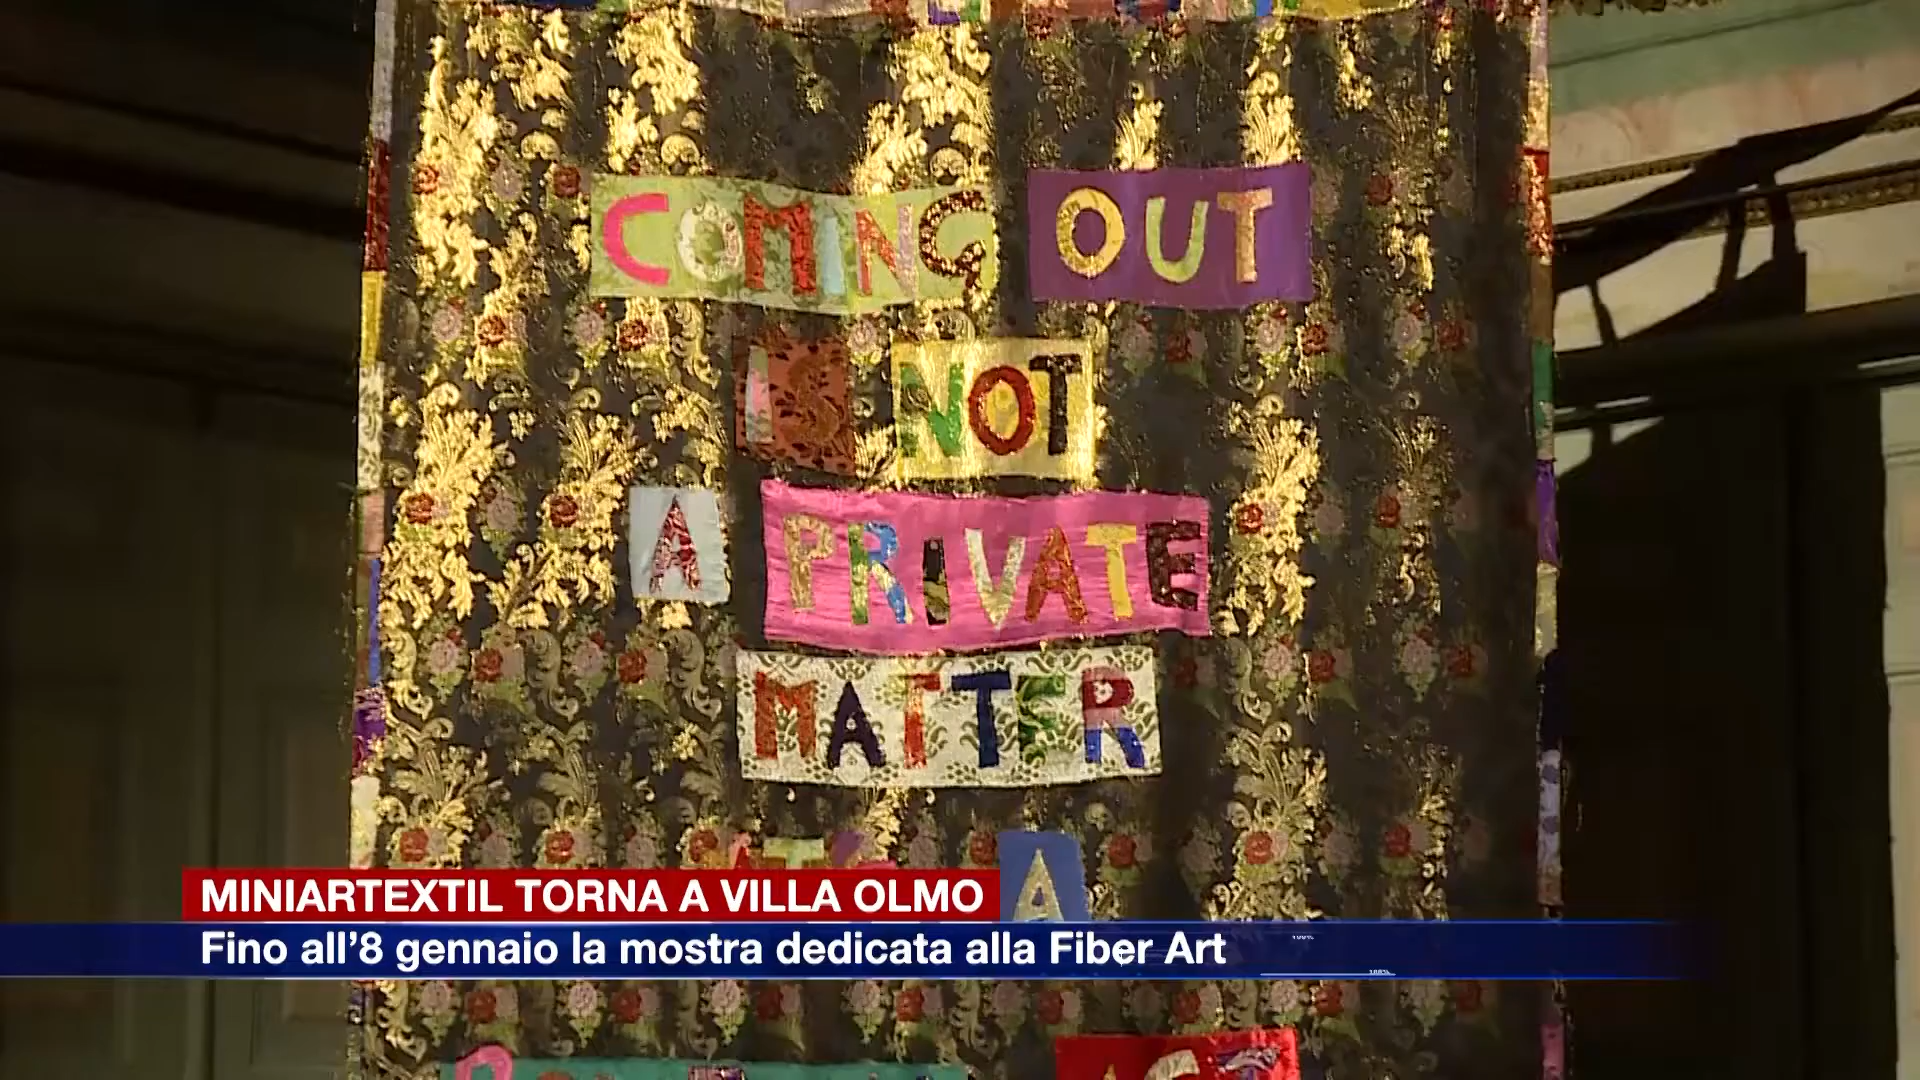 COMING OUT
IS NOT
A PRIVATE
MATTER
A
MINIARTEXTIL TORNA A VILLA OLMO
Fino all'8 gennaio la mostra dedicata alla Fiber Art